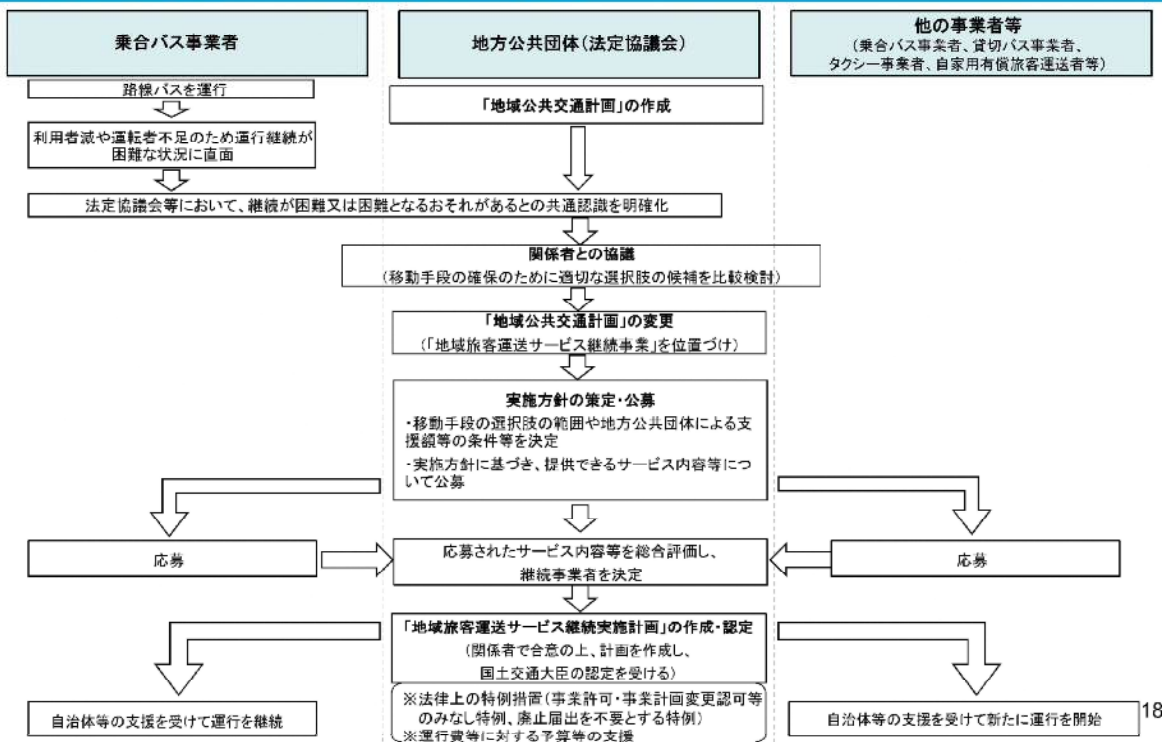 乗合バス事業者
地方公共団体(法定協議会)
他の事業者等
(乗合バス事業者、貸切バス事業者、
タクシー事業者、自家用有償旅客運送者等)
路線バスを運行
「地域公共交通計画」の作成
利用者減や運転者不足のため運行継続が
困難な状況に直面
法定協議会等において、継続が困難又は困難となるおそれがあるとの共通認識を明確化
関係者との協議
(移動手段の確保のために適切な選択肢の候補を比較検討)
「地域公共交通計画」の変更
(「地域旅客運送サービス継続事業」を位置づけ)
実施方針の策定・公募
・移動手段の選択肢の範囲や地方公共団体による支
援額等の条件等を決定
・実施方針に基づき、提供できるサービス内容等につ
いて公募
応募
応募されたサービス内容等を総合評価し、
継続事業者を決定
応募
「地域旅客運送サービス継続実施計画」の作成・認定
(関係者で合意の上、計画を作成し、
国土交通大臣の認定を受ける)
※法律上の特例措置(事業許可・事業計画変更認可等
のみなし特例、廃止届出を不要とする特例)
※運行費等に対する予算等の支援
自治体等の支援を受けて運行を継続
自治体等の支援を受けて新たに運行を開始
18